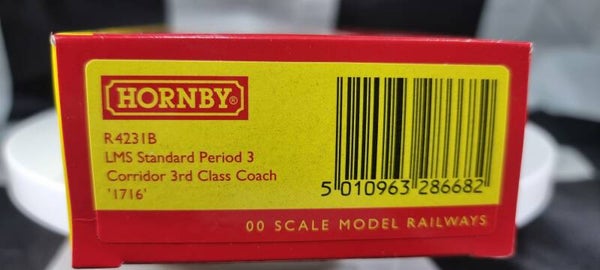 HORNBY®
R4231B
LMS Standard Period 3
Corridor 3rd Class Coach
'1716'
5 010963 286682
00 SCALE MODEL RAILWAYS